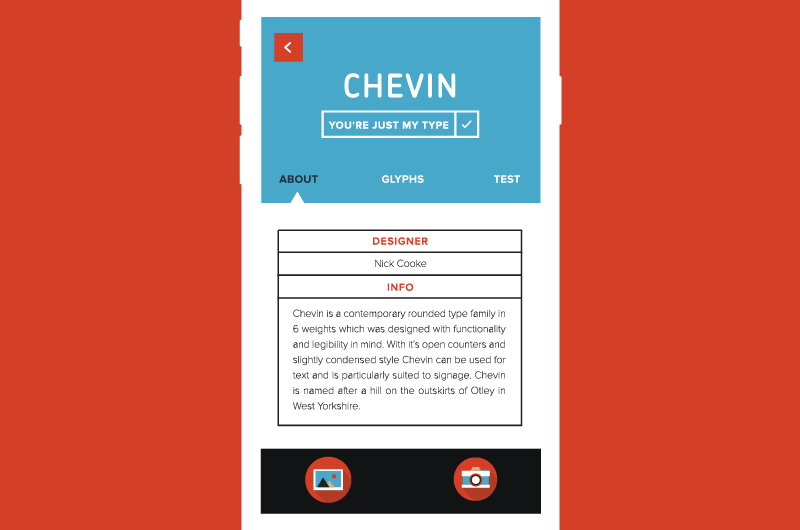 CHEVIN
YOU'RE JUST MY TYPE
ABOUT GLYPHS TEST
DESIGNER
Nick Cooke
INFO
Chevin is a contemporary rounded type family in
6 weights which was designed with functionality
and legibility in mind. With it's open counters and
slightly condensed style Chevin can be used for
text and is particularly suited to signage. Chevin
is named after a hill on the outskirts of Otley in
West Yorkshire.